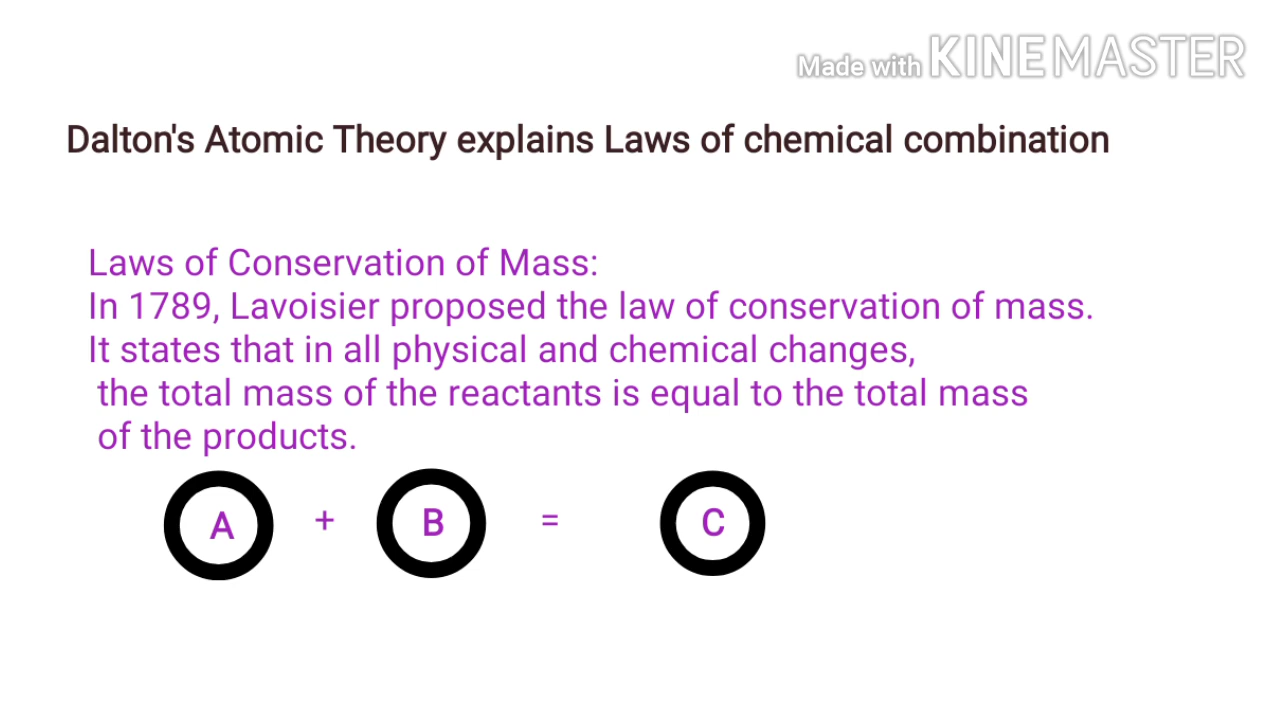 Made with KINEMASTER
Dalton's Atomic Theory explains Laws of chemical combination
Laws of Conservation of Mass:
In 1789, Lavoisier proposed the law of conservation of mass.
It states that in all physical and chemical changes,
the total mass of the reactants is equal to the total mass
of the products.
A + B = C